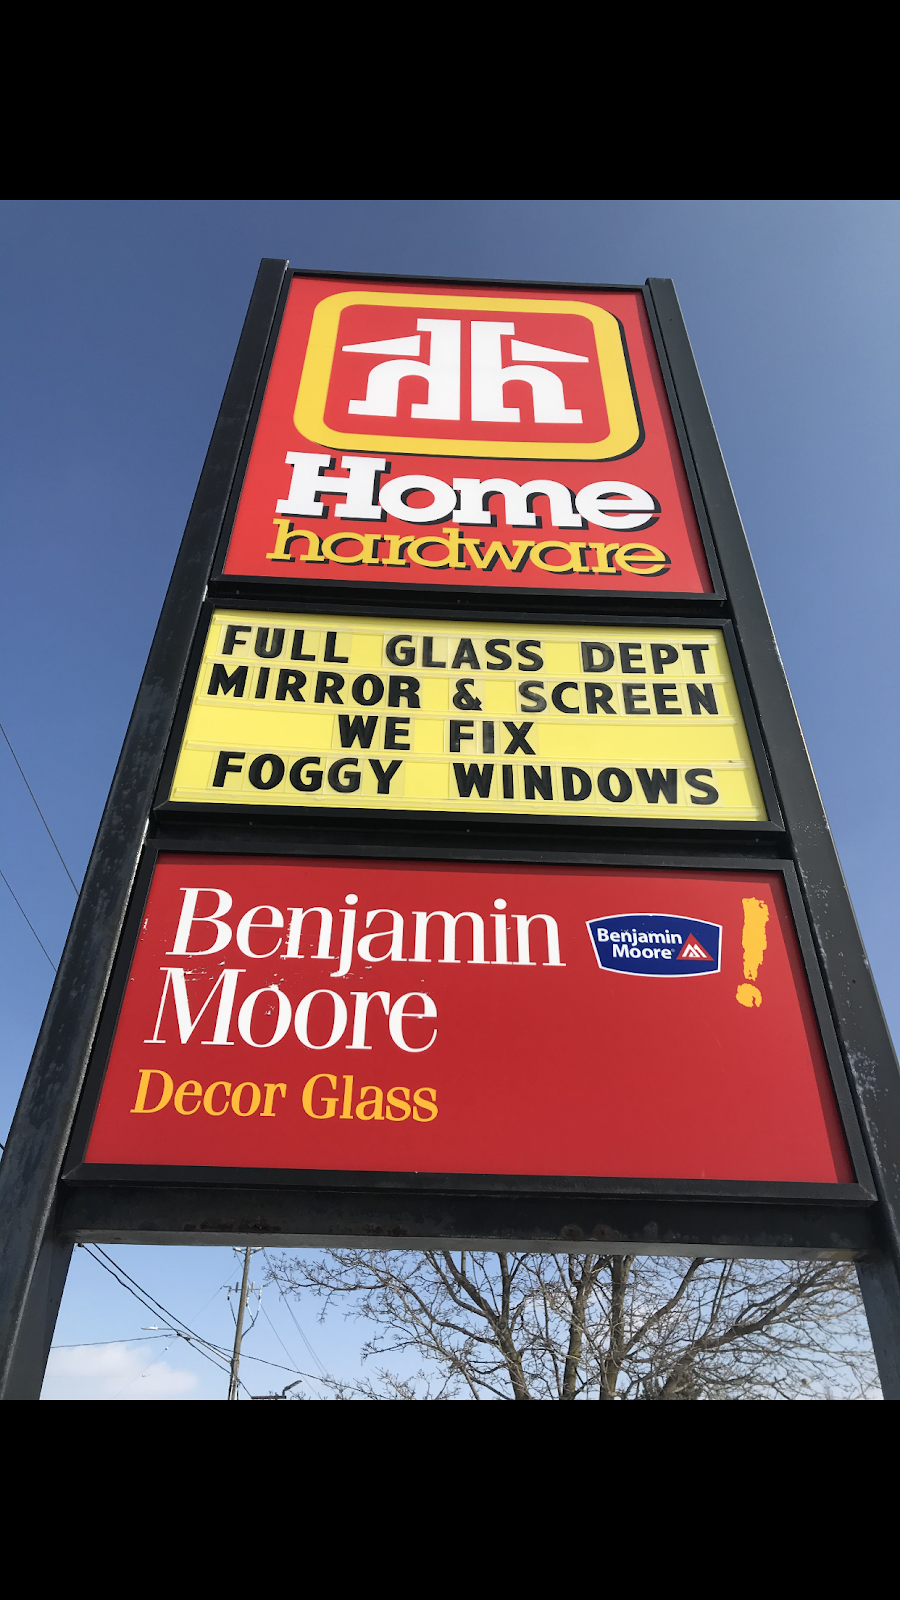 Home
hardware
FULL GLASS DEPT
MIRROR & SCREEN
WE FIX
FOGGY WINDOWS
Benjamin
Moore
Decor Glass
Benjamin
Moore
!